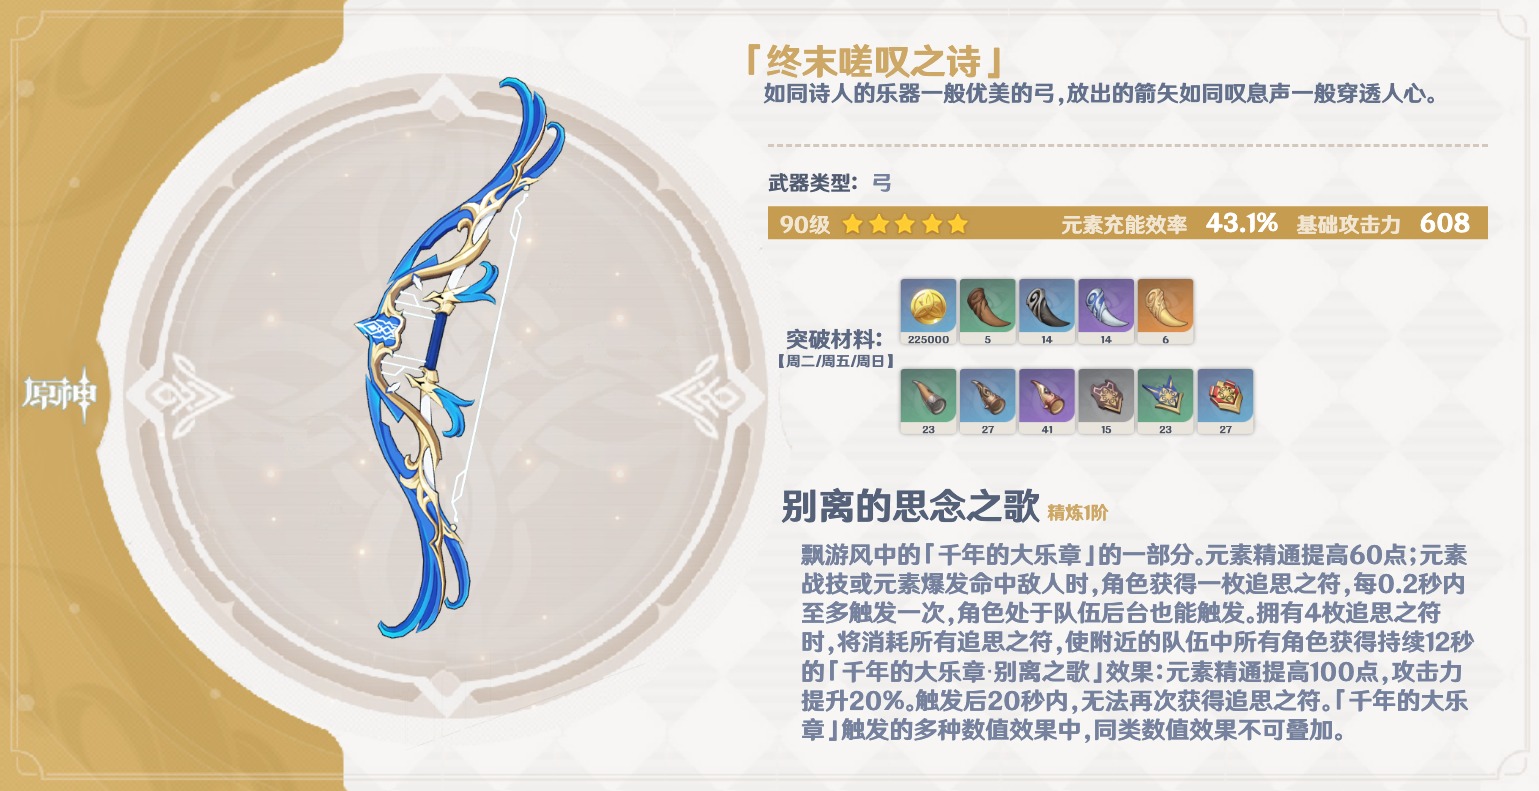 「终末嗟叹之诗」
如同诗人的乐器一般优美的弓,放出的箭矢如同叹息声一般穿透人心。
武器类型: 弓
90级 元素充能效率 43.1% 基础攻击力 608
225000 5 14 14 6
突破材料:
【周二/周五/周日】
23 27 41 15 23 27
原神
别离的思念之歌 精炼1阶
飘游风中的「千年的大乐章」的一部分。元素精通提高60点;元素
战技或元素爆发命中敌人时,角色获得一枚追思之符,每0.2秒内
至多触发一次,角色处于队伍后台也能触发。拥有4枚追思之符
时,将消耗所有追思之符,使附近的队伍中所有角色获得持续12秒
的「千年的大乐章·别离之歌」效果:元素精通提高100点,攻击力
提升20%。触发后20秒内,无法再次获得追思之符。「千年的大乐
章」触发的多种数值效果中,同类数值效果不可叠加。